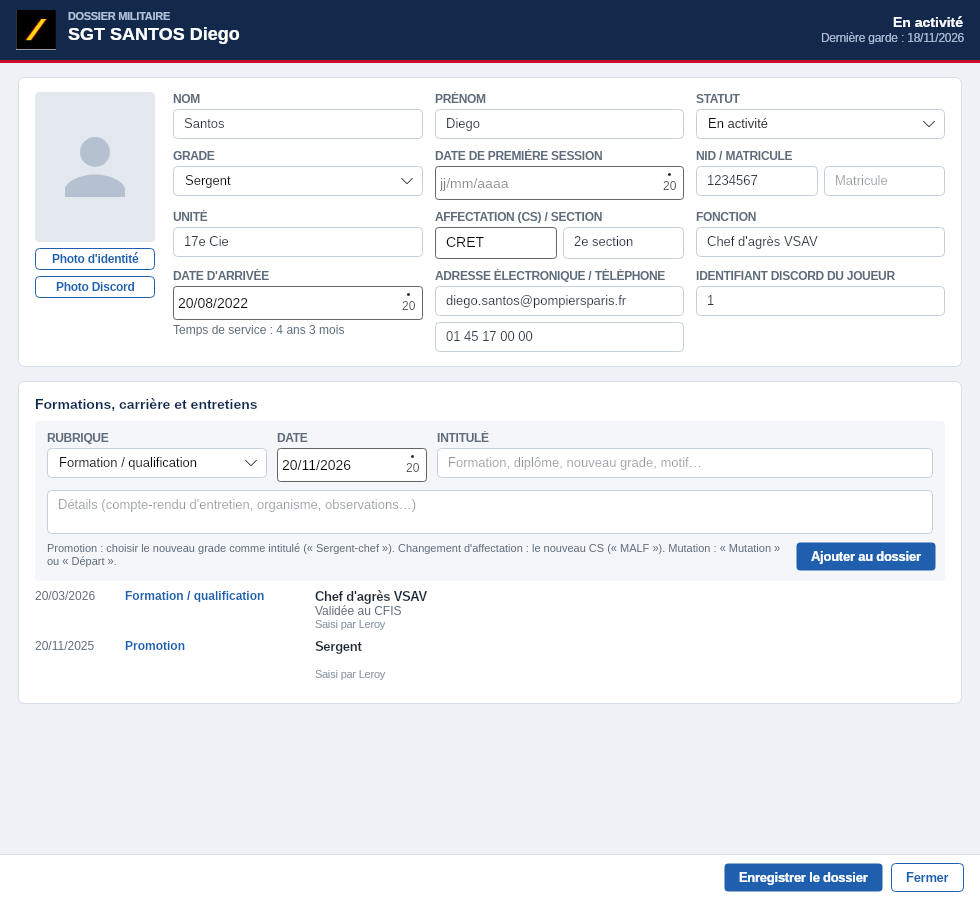 DOSSIER MILITAIRE
SGT SANTOS Diego
En activité
Dernière garde : 18/11/2026
NOM
PRÉNOM
STATUT
Santos
Diego
En activité
GRADE
DATE DE PREMIÈRE SESSION
NID / MATRICULE
Sergent
jj/mm/aaaa
20
1234567
Matricule
UNITÉ
AFFECTATION (CS) / SECTION
FONCTION
17e Cie
CRET
2e section
Chef d'agrès VSAV
Photo d'identité
Photo Discord
DATE D'ARRIVÉE
ADRESSE ÉLECTRONIQUE / TÉLÉPHONE
IDENTIFIANT DISCORD DU JOUEUR
20/08/2022
20
diego.santos@pompiersparis.fr
1
Temps de service : 4 ans 3 mois
01 45 17 00 00
Formations, carrière et entretiens
RUBRIQUE
DATE
INTITULÉ
Formation / qualification
20/11/2026
20
Formation, diplôme, nouveau grade, motif…
Détails (compte-rendu d'entretien, organisme, observations…)
Promotion : choisir le nouveau grade comme intitulé (« Sergent-chef »). Changement d'affectation : le nouveau CS (« MALF »). Mutation : « Mutation »
ou « Départ ».
Ajouter au dossier
20/03/2026
Formation / qualification
Chef d'agrès VSAV
Validée au CFIS
Saisi par Leroy
20/11/2025
Promotion
Sergent
Saisi par Leroy
Enregistrer le dossier
Fermer